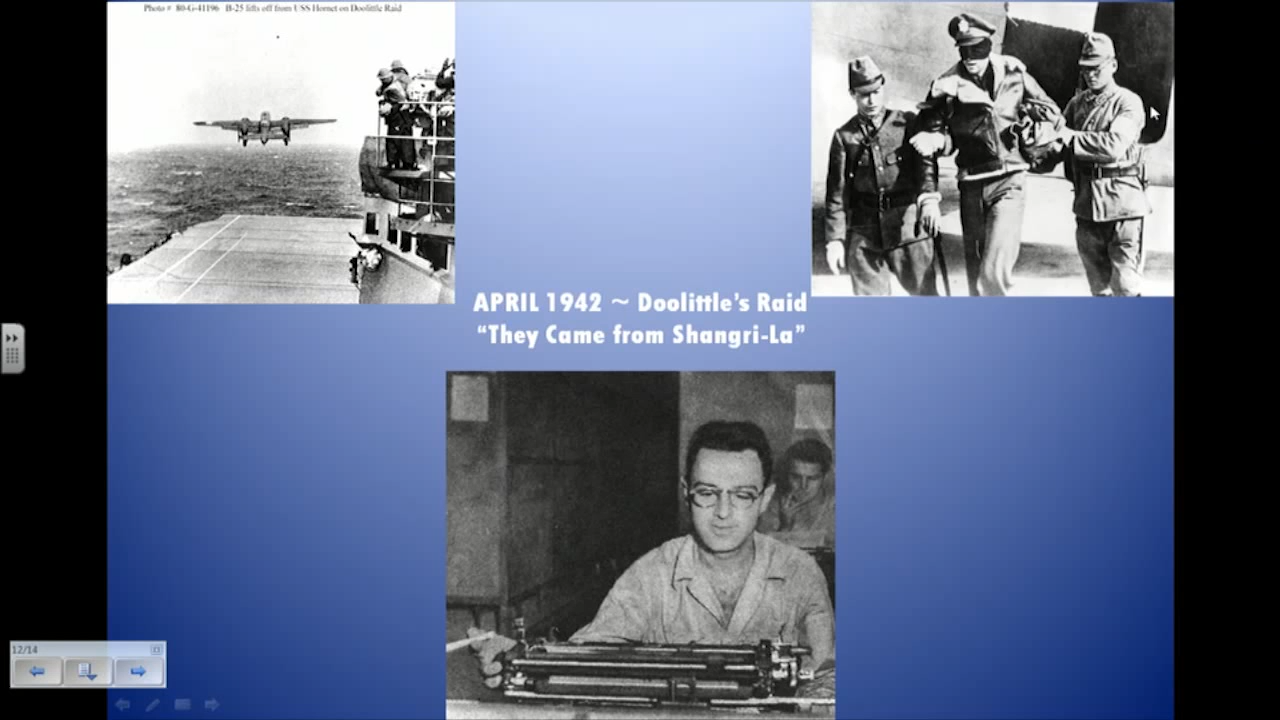 Photo # 80-G-41196 B-25 lifts off from USS Hornet on Doolittle Raid
APRIL 1942 ~ Doolittle's Raid
“They Came from Shangri-La”
12/14